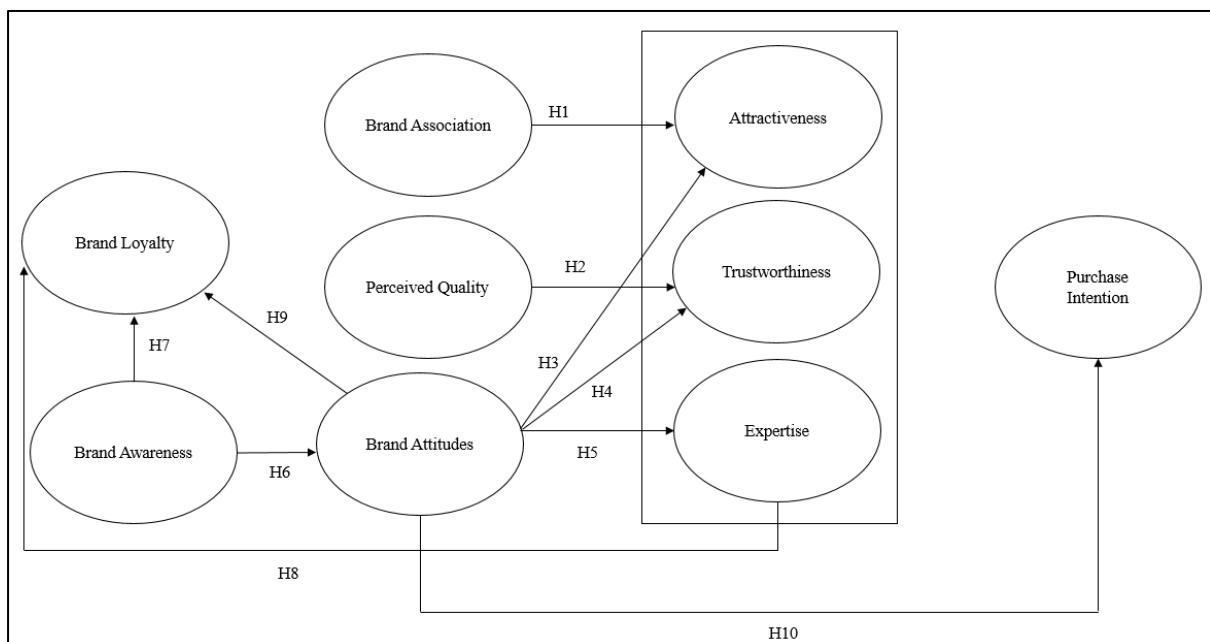 Brand Association
H1
Attractiveness
Brand Loyalty
Perceived Quality
H2
Trustworthiness
Purchase
Intention
H9
H7
H3
H4
Brand Awareness
H6
Brand Attitudes
H5
Expertise
H8
H10